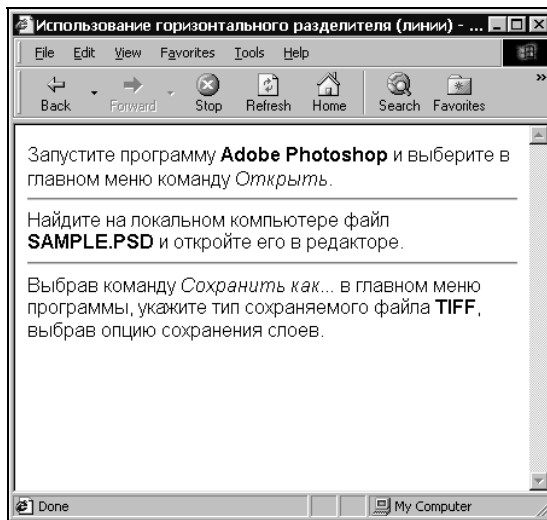 Использование горизонтального разделителя (линии) - ...
File Edit View Favorites Tools Help
Back Forward Stop Refresh Home Search Favorites »
Запустите программу Adobe Photoshop и выберите в
главном меню команду Открыть.
Найдите на локальном компьютере файл
SAMPLE.PSD и откройте его в редакторе.
Выбрав команду Сохранить как... в главном меню
программы, укажите тип сохраняемого файла TIFF,
выбрав опцию сохранения слоев.
Done My Computer